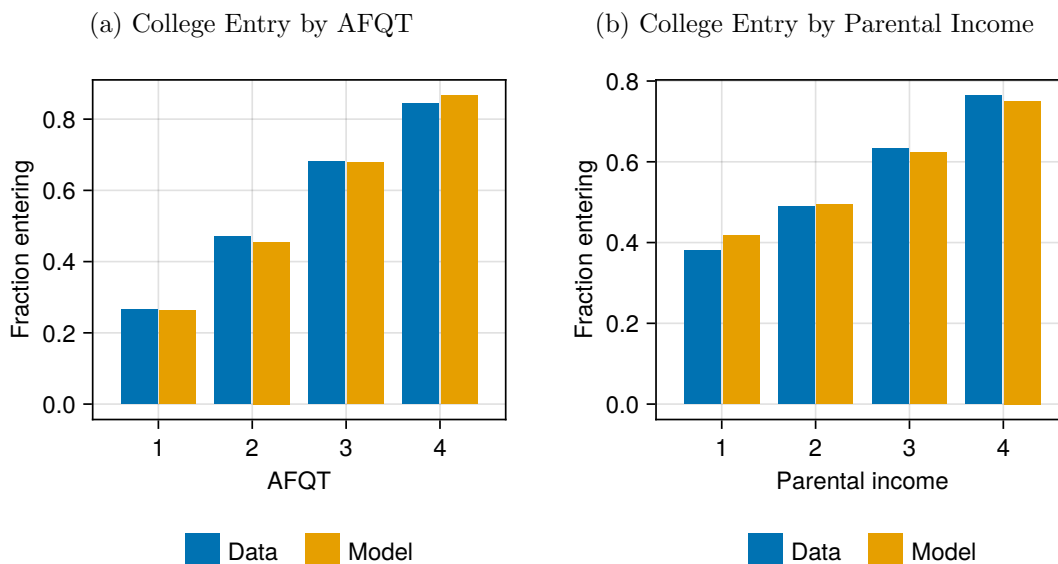 (a) College Entry by AFQT
Fraction entering
0.8
0.6
0.4
0.2
0.0
1 2 3 4
AFQT
Data Model
(b) College Entry by Parental Income
Fraction entering
0.8
0.6
0.4
0.2
0.0
1 2 3 4
Parental income
Data Model